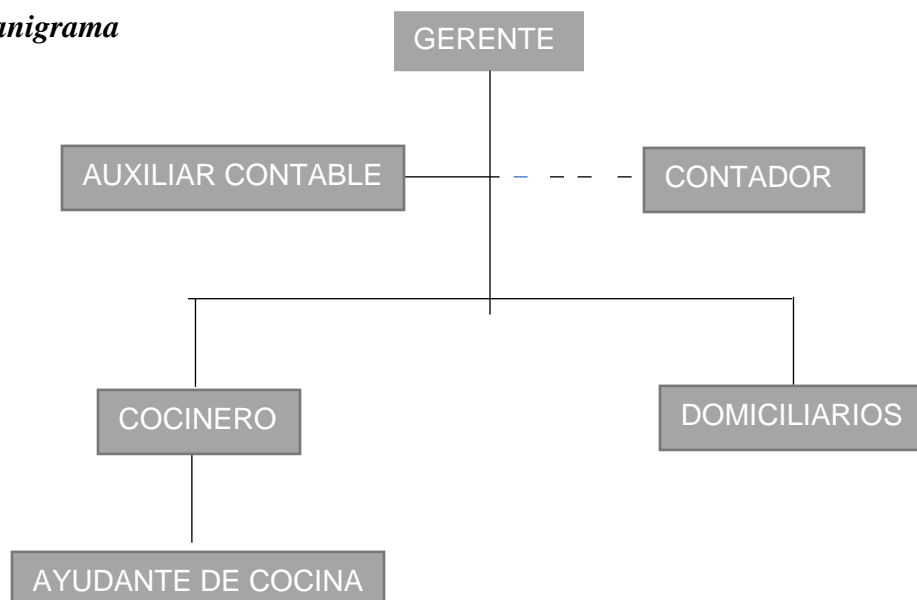 anigrama
GERENTE
AUXILIAR CONTABLE
CONTADOR
COCINERO
DOMICILIARIOS
AYUDANTE DE COCINA